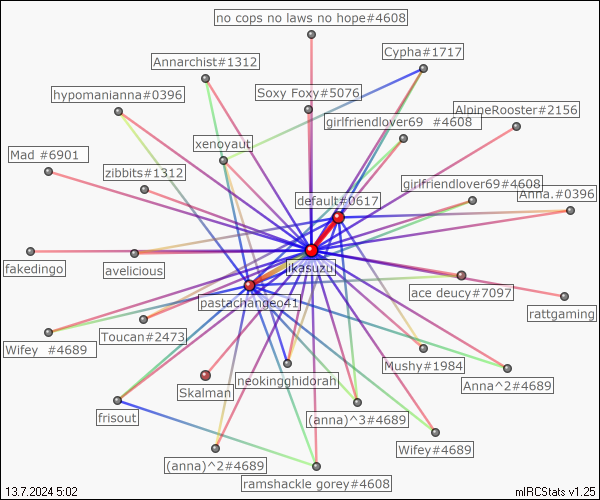 no cops no laws no hope#4608
Cypha#1717
Annarchist#1312
hypomanianna#0396
Soxy Foxy#5076
AlpineRooster#2156
girlfriendlover69 #4608
xenoyaut
Mad #6901
zibbits#1312
girlfriendlover69#4608
Anna.#0396
default#0617
fakedingo
avelicious
ikasuzu
pastachangeo41
ace deucy#7097
rattgaming
Wifey #4689
Toucan#2473
Mushy#1984
Skalman
neokingghidorah
Anna^2#4689
frisout
(anna)^3#4689
Wifey#4689
(anna)^2#4689
ramshackle gorey#4608
13.7.2024 5:02
mIRCStats v1.25